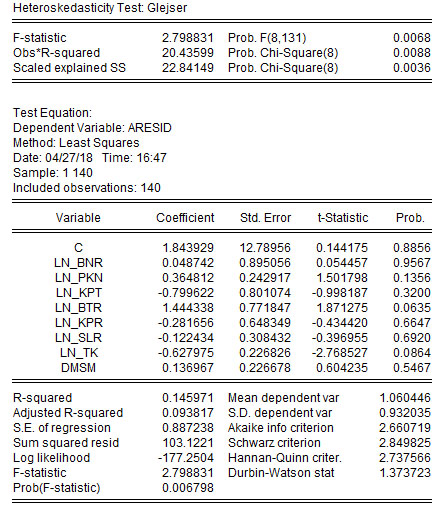 Heteroskedasticity Test: Glejser
F-statistic 2.798831 Prob. F(8,131) 0.0068
Obs*R-squared 20.43599 Prob. Chi-Square(8) 0.0088
Scaled explained SS 22.84149 Prob. Chi-Square(8) 0.0036
Test Equation:
Dependent Variable: ARESID
Method: Least Squares
Date: 04/27/18 Time: 16:47
Sample: 1 140
Included observations: 140
Variable Coefficient Std. Error t-Statistic Prob.
C 1.843929 12.78956 0.144175 0.8856
LN_BNR 0.048742 0.895056 0.054457 0.9567
LN_PKN 0.364812 0.242917 1.501798 0.1356
LN_KPT -0.799622 0.801074 -0.998187 0.3200
LN_BTR 1.444338 0.771847 1.871275 0.0635
LN_KPR -0.281656 0.648349 -0.434420 0.6647
LN_SLR -0.122434 0.308432 -0.396955 0.6920
LN_TK -0.627975 0.226826 -2.768527 0.0864
DMSM 0.136967 0.226678 0.604235 0.5467
R-squared 0.145971 Mean dependent var 1.060446
Adjusted R-squared 0.093817 S.D. dependent var 0.932035
S.E. of regression 0.887238 Akaike info criterion 2.660719
Sum squared resid 103.1221 Schwarz criterion 2.849825
Log likelihood -177.2504 Hannan-Quinn criter. 2.737566
F-statistic 2.798831 Durbin-Watson stat 1.373723
Prob(F-statistic) 0.006798